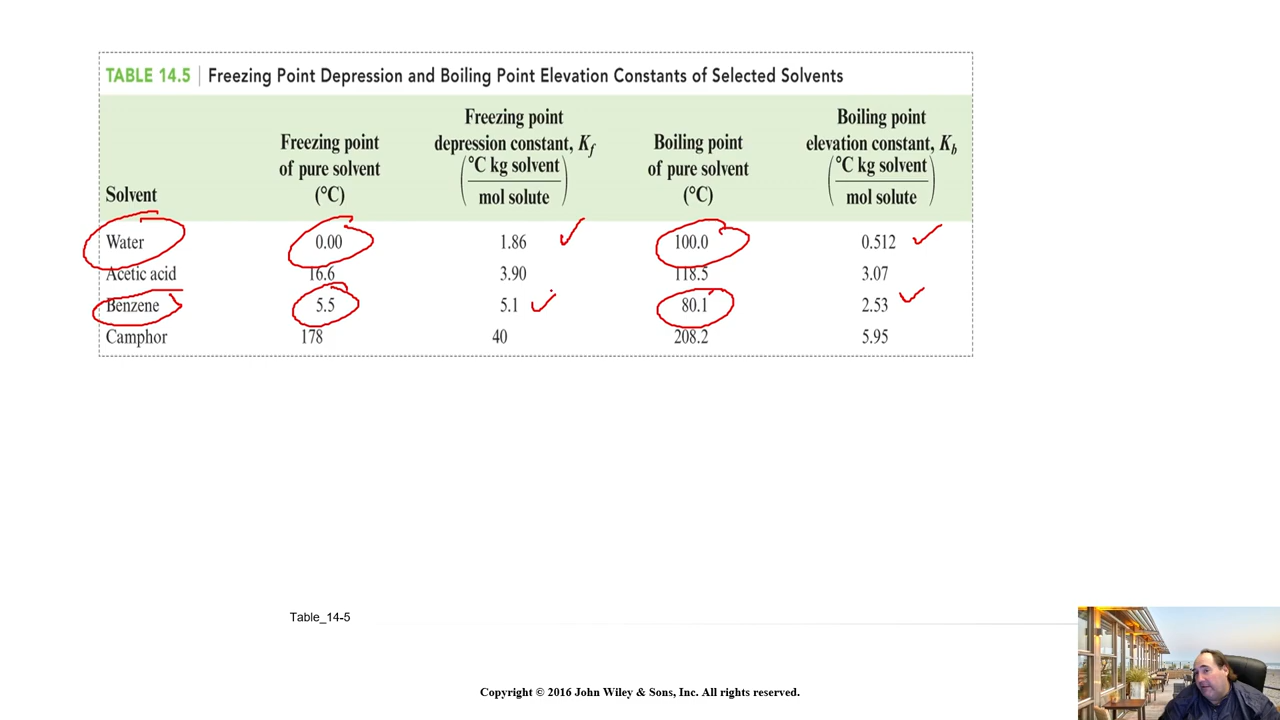 TABLE 14.5 | Freezing Point Depression and Boiling Point Elevation Constants of Selected Solvents
Solvent
Freezing point
of pure solvent
(°C)
Freezing point
depression constant, Kf
(°C kg solvent
mol solute)
Boiling point
of pure solvent
(°C)
Boiling point
elevation constant, Kb
(°C kg solvent
mol solute)
Water 0.00 1.86 100.0 0.512
Acetic acid 16.6 3.90 118.5 3.07
Benzene 5.5 5.1 80.1 2.53
Camphor 178 40 208.2 5.95
Table_14-5
Copyright © 2016 John Wiley & Sons, Inc. All rights reserved.